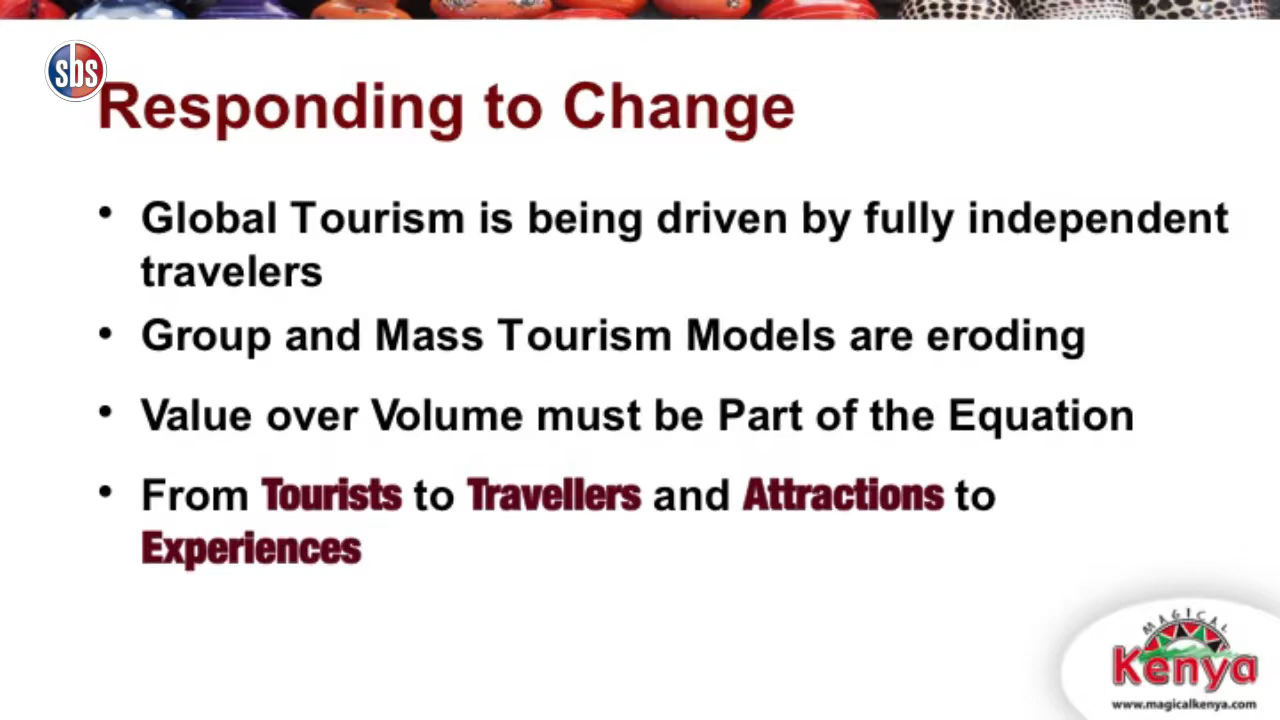 sbs
Responding to Change
• Global Tourism is being driven by fully independent
travelers
• Group and Mass Tourism Models are eroding
• Value over Volume must be Part of the Equation
• From Tourists to Travellers and Attractions to
Experiences
MAGICAL
Kenya
www.magicalkenya.com